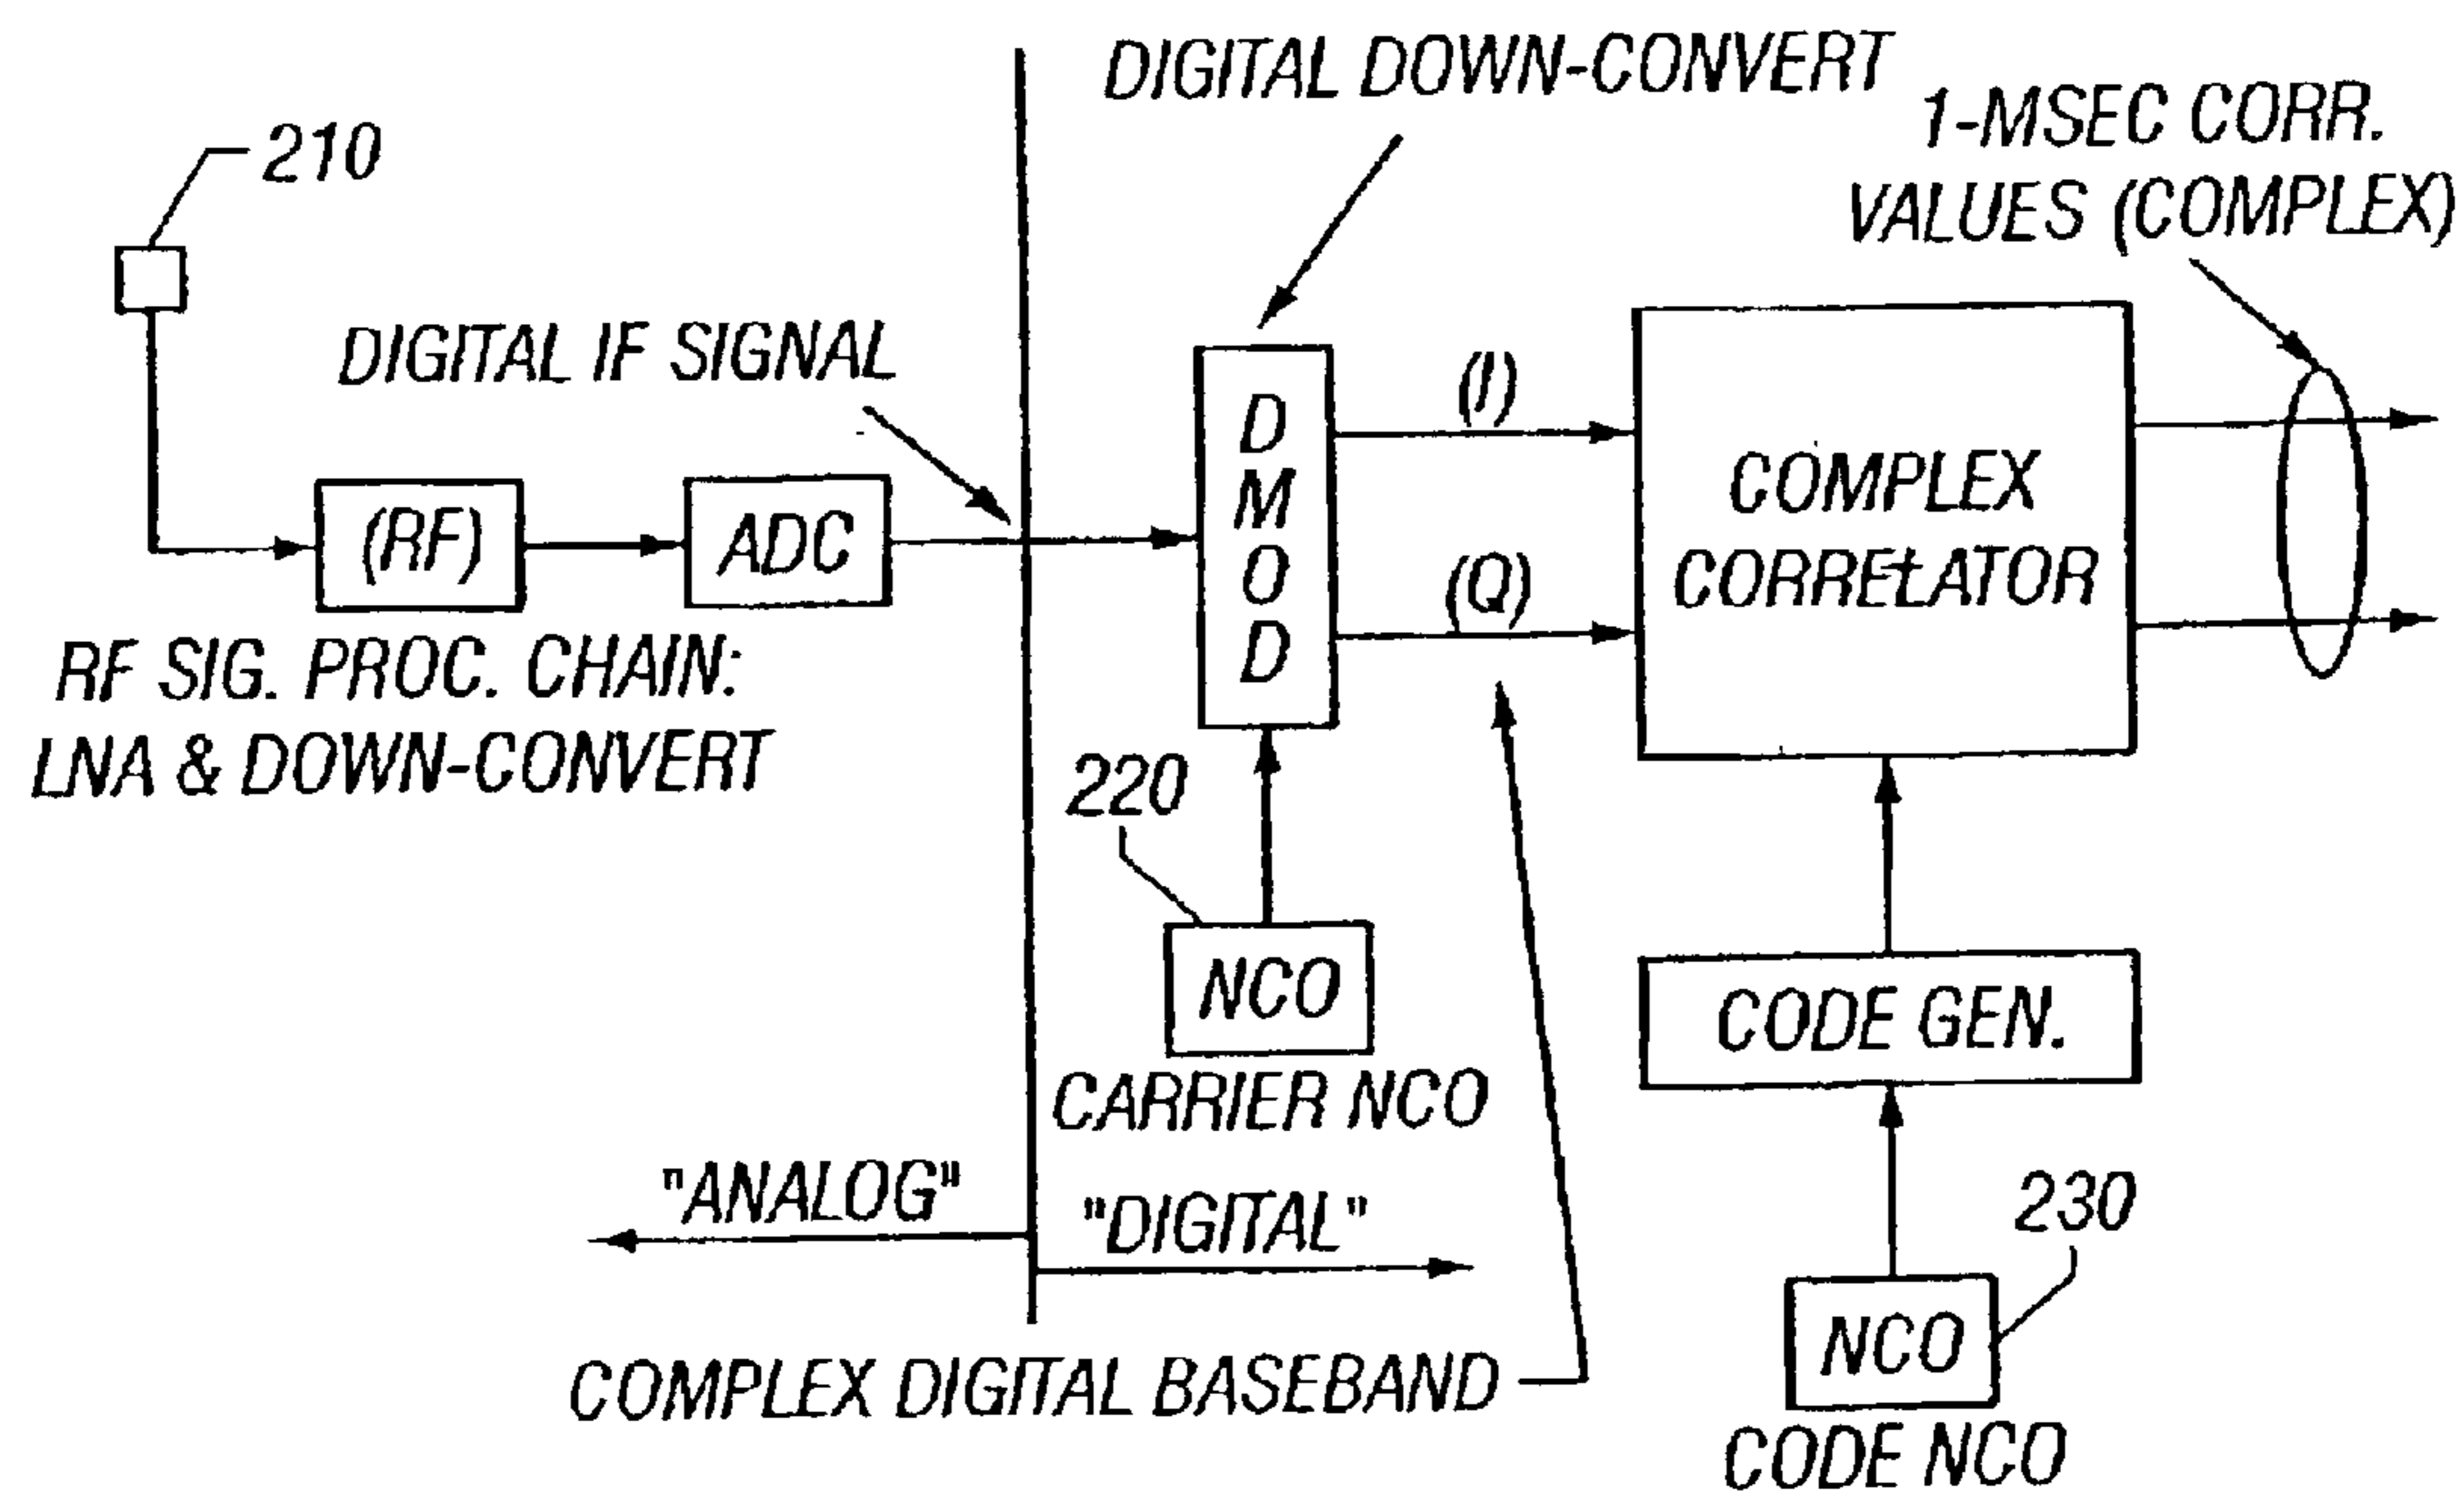 DIGITAL DOWN-CONVERT
1-MSEC CORR.
VALUES (COMPLEX)
210
DIGITAL IF SIGNAL
(RF)
ADC
RF SIG. PROC. CHAIN:
LNA & DOWN-CONVERT
DMOD
(I)
(Q)
COMPLEX
CORRELATOR
220
NCO
CARRIER NCO
CODE GEN.
"ANALOG"
"DIGITAL"
230
NCO
CODE NCO
COMPLEX DIGITAL BASEBAND